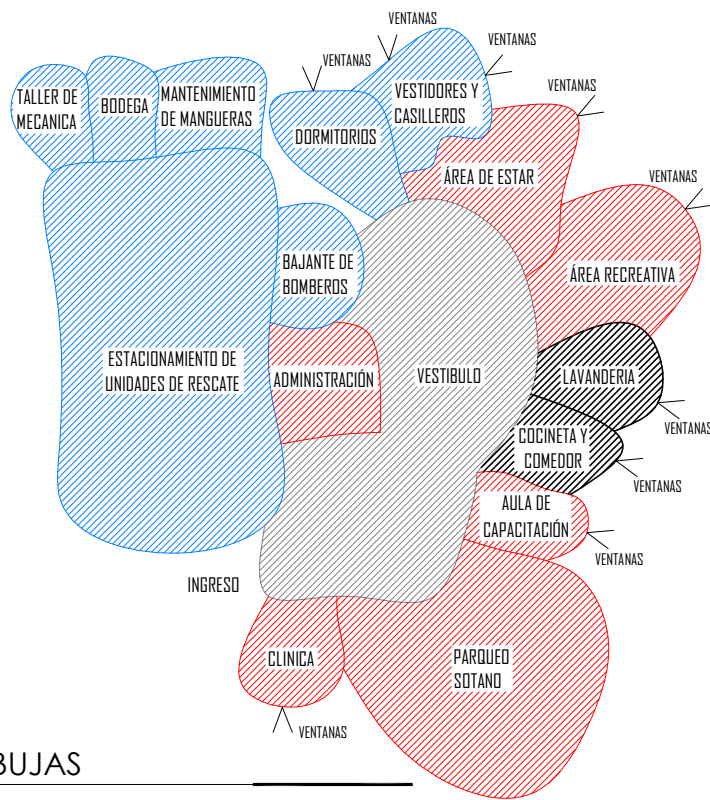 VENTANAS
VENTANAS
VENTANAS
VENTANAS
TALLER DE
MECANICA
BODEGA
MANTENIMIENTO
DE MANGUERAS
VESTIDORES Y
CASILLEROS
DORMITORIOS
ÁREA DE ESTAR
VENTANAS
BAJANTE DE
BOMBEROS
ÁREA RECREATIVA
ESTACIONAMIENTO DE
UNIDADES DE RESCATE
ADMINISTRACIÓN
VESTIBULO
LAVANDERIA
VENTANAS
COCINETA Y
COMEDOR
VENTANAS
AULA DE
CAPACITACIÓN
VENTANAS
INGRESO
CLINICA
PARQUEO
SOTANO
VENTANAS
BUJAS